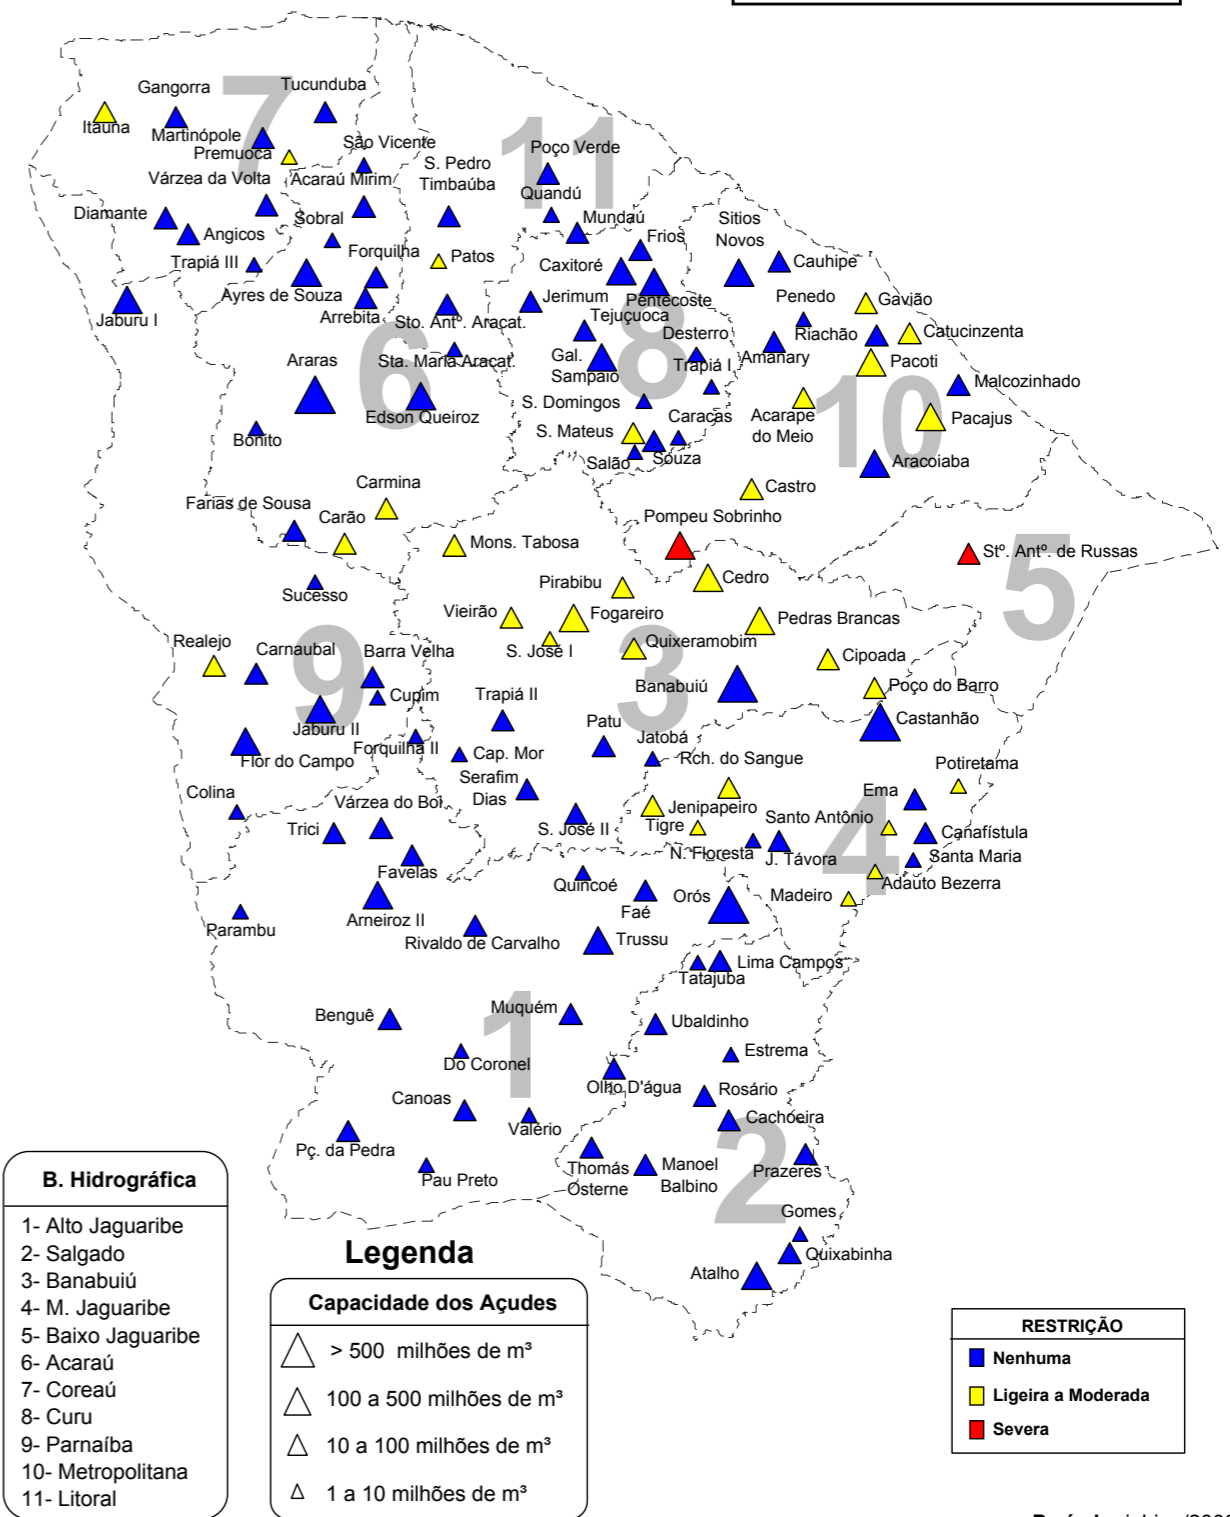 7
11
Gangorra
Tucunduba
Itaúna
Martinópole
Premuoca
São Vicente
S. Pedro
Timbaúba
Poço Verde
Várzea da Volta
Acaraú Mirim
Quandú
Diamante
Sobral
Mundaú
Sitios
Novos
Angicos
Frios
Trapiá III
Forquilha
Patos
Caxitoré
Cauhipe
Jaburu I
Ayres de Souza
Arrebita
Sto. Antº. Aracat.
Jerimum
Pentecoste
Tejuçuoca
Penedo
Gavião
Riachão
Catucinzenta
6
8
10
Araras
Sta. Maria Araçat.
Gal.
Sampaio
Desterro
Trapiá I
Amanary
Pacoti
Malcozinhado
Edson Queiroz
S. Domingos
Caracas
Acarape
do Meio
Pacajus
Bonito
S. Mateus
Salão
Souza
Aracoiaba
Carmina
Castro
Farias de Sousa
Carão
Mons. Tabosa
Pompeu Sobrinho
5
Stº. Antº. de Russas
Sucesso
Pirabibu
Cedro
Vieirão
Fogareiro
Pedras Brancas
9
3
Realejo
Carnaubal
Barra Velha
S. José I
Quixeramobim
Cipoada
Cupim
Trapiá II
Banabuiú
Poço do Barro
Jaburu II
Patu
Castanhão
Flor do Campo
Forquilha II
Cap. Mor
Jatobá
Rch. do Sangue
Potiretama
Serafim
Dias
Colina
Várzea do Boi
Ema
4
Trici
S. José II
Jenipapeiro
Tigre
Santo Antônio
Canafístula
Favelas
N. Floresta
J. Távora
Santa Maria
Quincoé
Adauto Bezerra
Arneiroz II
Faé
Orós
Madeiro
Parambu
Rivaldo de Carvalho
Trussu
Lima Campos
Tatajuba
1
Benguê
Muquém
Ubaldinho
Do Coronel
Estrema
Olho D'água
Canoas
Rosário
Valério
Cachoeira
2
Pç. da Pedra
Pau Preto
Thomás
Osterne
Manoel
Balbino
Prazeres
Gomes
Quixabinha
Atalho
B. Hidrográfica
1- Alto Jaguaribe
2- Salgado
3- Banabuiú
4- M. Jaguaribe
5- Baixo Jaguaribe
6- Acaraú
7- Coreaú
8- Curu
9- Parnaíba
10- Metropolitana
11- Litoral
Legenda
Capacidade dos Açudes
> 500 milhões de m³
100 a 500 milhões de m³
10 a 100 milhões de m³
1 a 10 milhões de m³
RESTRIÇÃO
Nenhuma
Ligeira a Moderada
Severa